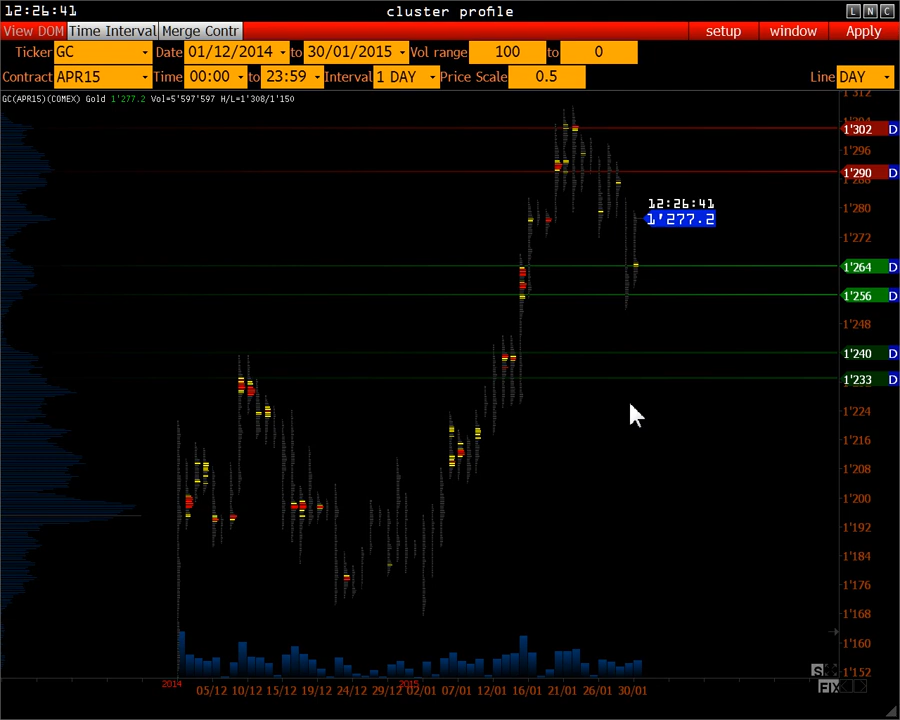 12:26:41 cluster profile L N C
View DOM Time Interval Merge Contr setup window Apply
Ticker GC Date 01/12/2014 to 30/01/2015 Vol range 100 to 0
Contract APR15 Time 00:00 to 23:59 Interval 1 DAY Price Scale 0.5 Line DAY
GC(APR15)(COMEX) Gold 1'277.2 Vol=5'597'597 H/L=1'308/1'150
1'312
1'302 D
1'296
1'290 D
1'280
12:26:41
1'277.2
1'272
1'264 D
1'256 D
1'248
1'240 D
1'233 D
1'224
1'216
1'208
1'200
1'192
1'184
1'176
1'168
1'160
1'152
FIX
2014 2015
05/12 10/12 15/12 19/12 24/12 29/12 02/01 07/01 12/01 16/01 21/01 26/01 30/01